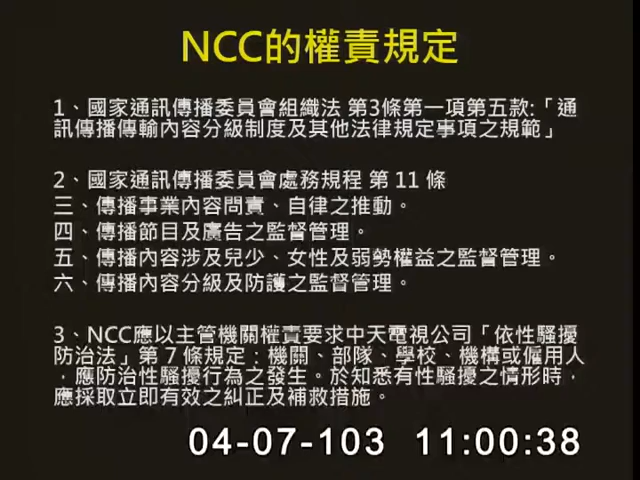 NCC的權責規定
1、國家通訊傳播委員會組織法 第3條第一項第五款:「通
訊傳播傳輸內容分級制度及其他法律規定事項之規範」
2、國家通訊傳播委員會處務規程 第 11 條
三、傳播事業內容問責、自律之推動。
四、傳播節目及廣告之監督管理。
五、傳播內容涉及兒少、女性及弱勢權益之監督管理。
六、傳播內容分級及防護之監督管理。
3、NCC應以主管機關權責要求中天電視公司「依性騷擾
防治法」第 7 條規定：機關、部隊、學校、機構或僱用人
，應防治性騷擾行為之發生。於知悉有性騷擾之情形時，
應採取立即有效之糾正及補救措施。
04-07-103 11:00:38